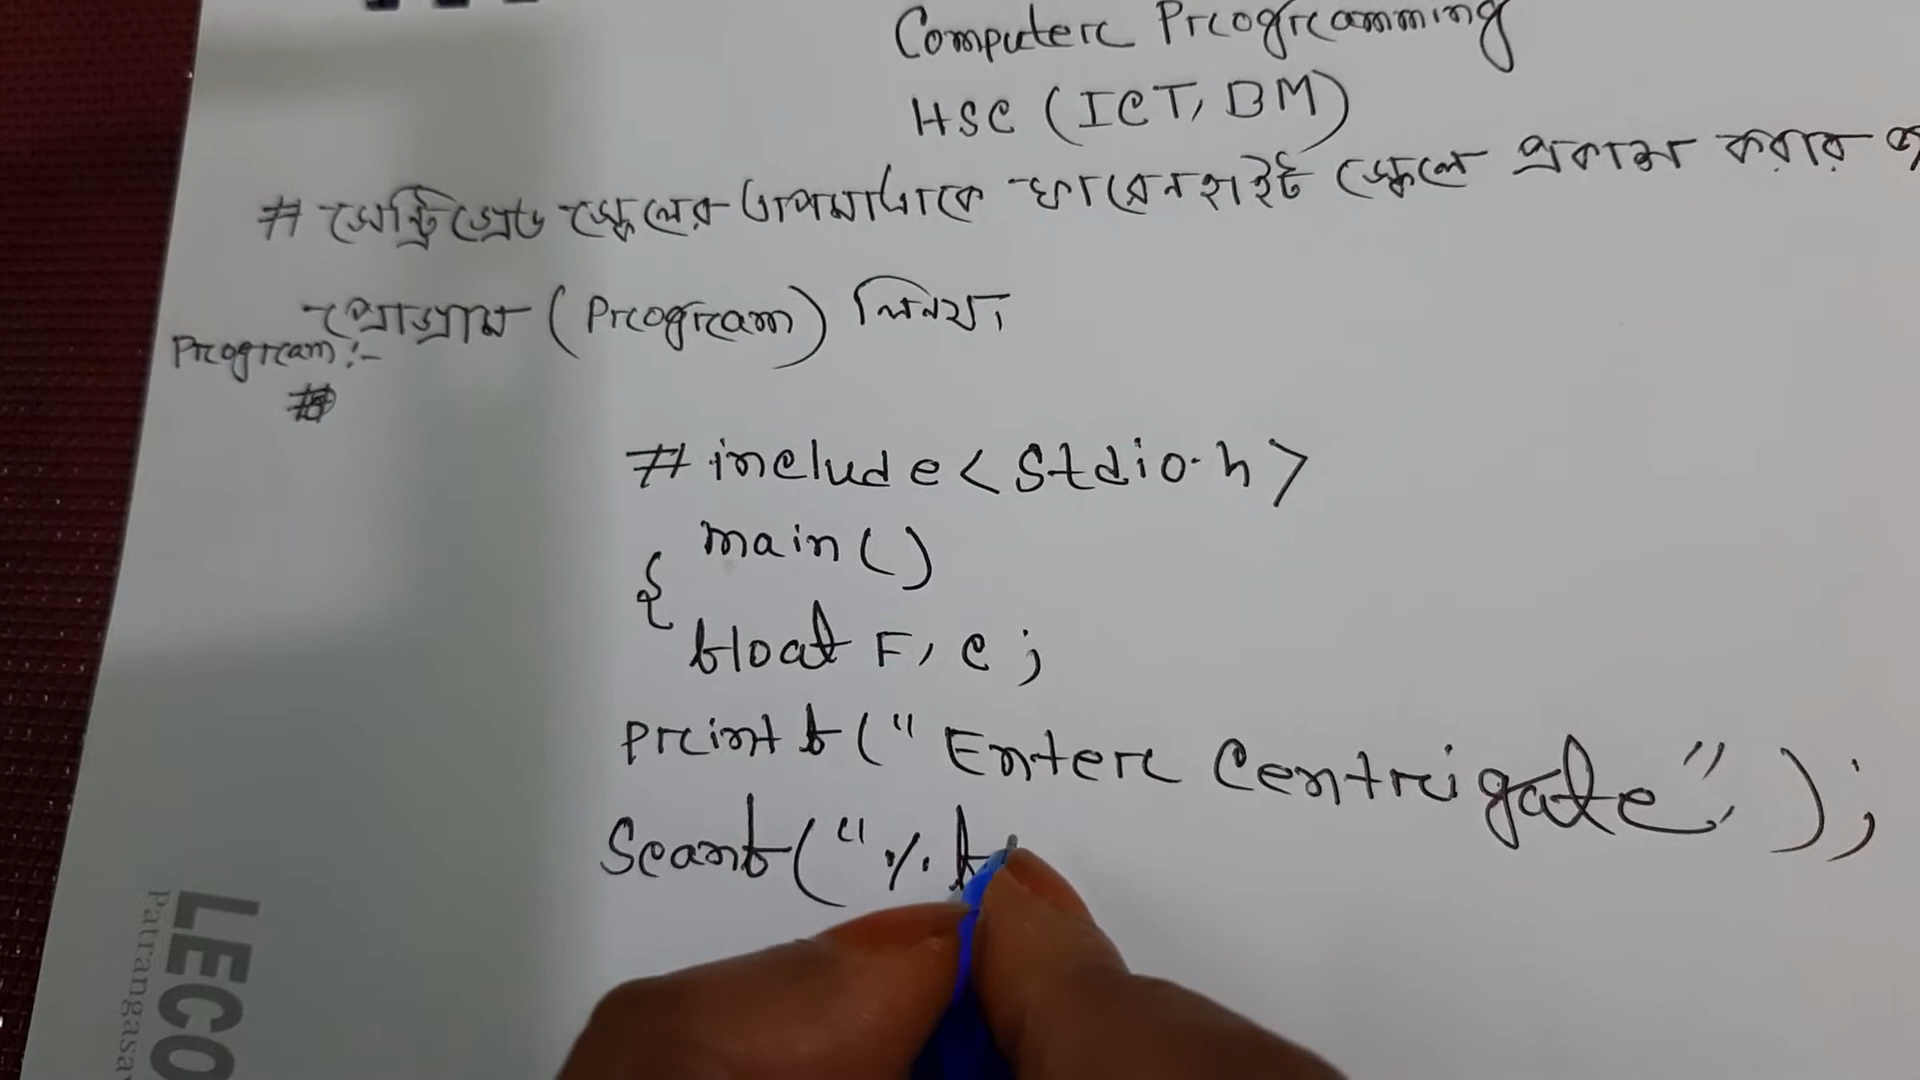 Computer Programming
HSC (ICT, BM)
# সেন্ট্রিগ্রেড স্কেলের তাপমাত্রাকে ফারেনহাইট স্কেলে প্রকাশ করার
প্রোগ্রাম (Program) লিখ।
Program:-
#include<Stdio.h>
main()
{
float F, c;
printf("Enter Centrigate");
Scanf("%f
LECO